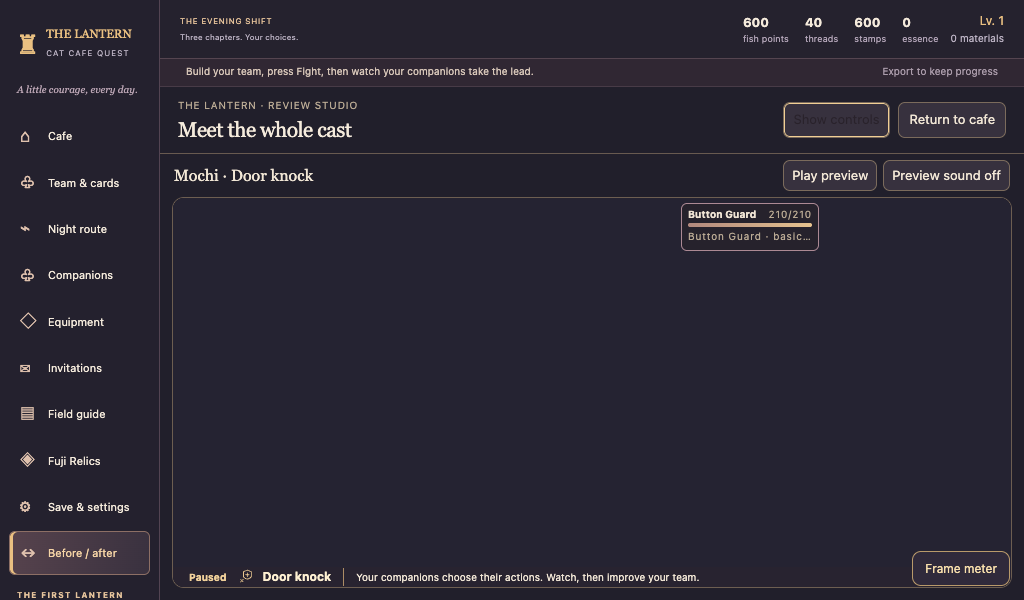 THE LANTERN
CAT CAFE QUEST
A little courage, every day.
Cafe
Team & cards
Night route
Companions
Equipment
Invitations
Field guide
Fuji Relics
Save & settings
Before / after
THE FIRST LANTERN
THE EVENING SHIFT
Three chapters. Your choices.
600
fish points
40
threads
600
stamps
0
essence
Lv. 1
0 materials
Build your team, press Fight, then watch your companions take the lead.
Export to keep progress
THE LANTERN · REVIEW STUDIO
Meet the whole cast
Show controls
Return to cafe
Mochi · Door knock
Play preview
Preview sound off
Button Guard 210/210
Button Guard · basic…
Paused
Door knock
Your companions choose their actions. Watch, then improve your team.
Frame meter